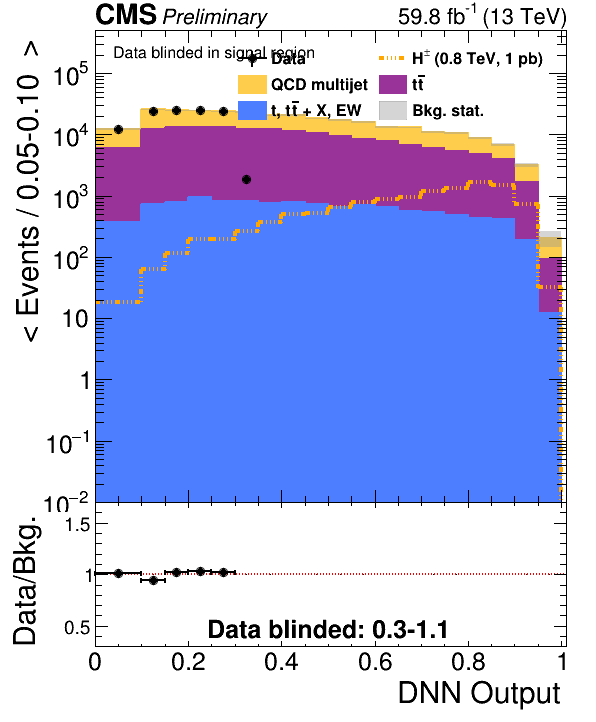 CMS Preliminary 59.8 fb⁻¹ (13 TeV)
Data blinded in signal region
Data
H± (0.8 TeV, 1 pb)
QCD multijet
tt̅
t, tt̅ + X, EW
Bkg. stat.
< Events / 0.05-0.10 >
10⁵
10⁴
10³
10²
10
1
10⁻¹
10⁻²
Data/Bkg.
1.5
1
0.5
Data blinded: 0.3-1.1
0 0.2 0.4 0.6 0.8 1
DNN Output